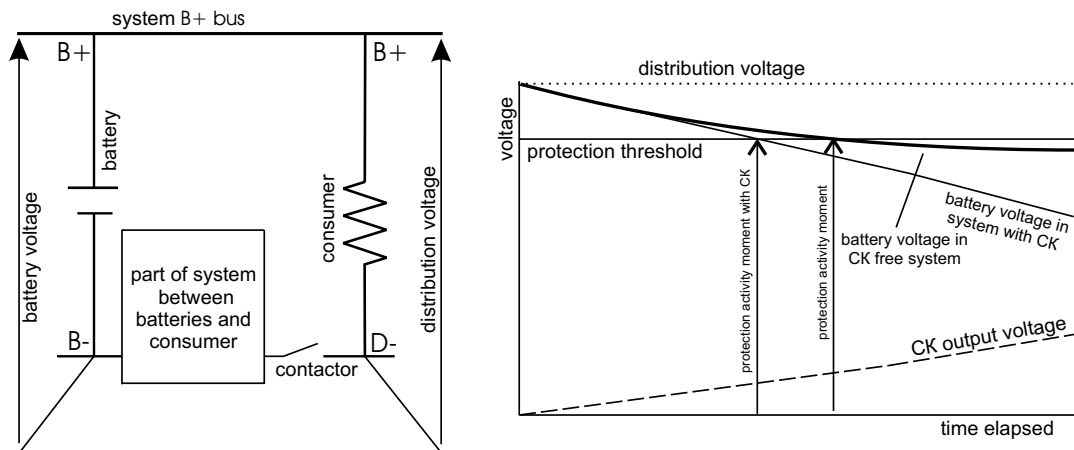 system B+ bus
B+
B+
battery
battery voltage
consumer
distribution voltage
part of system
between
batteries and
consumer
B-
D-
contactor
distribution voltage
voltage
protection threshold
protection activity moment with CK
protection activity moment
battery voltage in
system with CK
battery voltage in
CK free system
CK output voltage
time elapsed